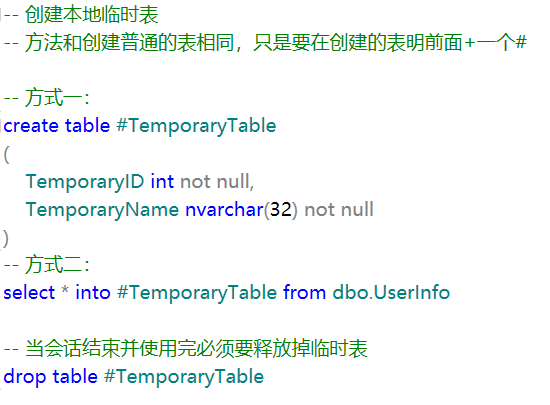 -- 创建本地临时表
-- 方法和创建普通的表相同，只是要在创建的表明前面+一个#
-- 方式一：
create table #TemporaryTable
(
TemporaryID int not null,
TemporaryName nvarchar(32) not null
)
-- 方式二：
select * into #TemporaryTable from dbo.UserInfo
-- 当会话结束并使用完必须要释放掉临时表
drop table #TemporaryTable